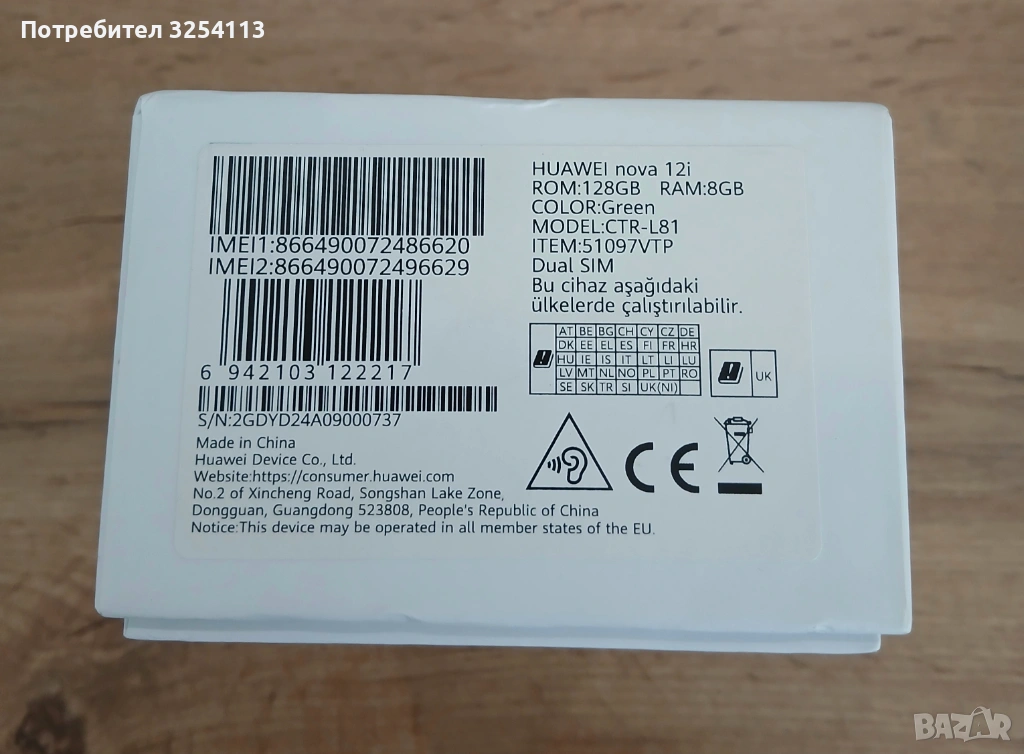 Потребител 3254113
IMEI1:866490072486620
IMEI2:866490072496629
6 942103 122217
S/N:2GDYD24A09000737
Made in China
Huawei Device Co., Ltd.
Website:https://consumer.huawei.com
No.2 of Xincheng Road, Songshan Lake Zone,
Dongguan, Guangdong 523808, People's Republic of China
Notice:This device may be operated in all member states of the EU.
HUAWEI nova 12i
ROM:128GB RAM:8GB
COLOR:Green
MODEL:CTR-L81
ITEM:51097VTP
Dual SIM
Bu cihaz aşağıdaki
ülkelerde çalıştırılabilir.
AT BE BG CH CY CZ DE
DK EE EL ES FI FR HR
HU IE IS IT LT LI LU
LV MT NL NO PL PT RO
SE SK TR SI UK(NI)
UK
CE
BAZAR